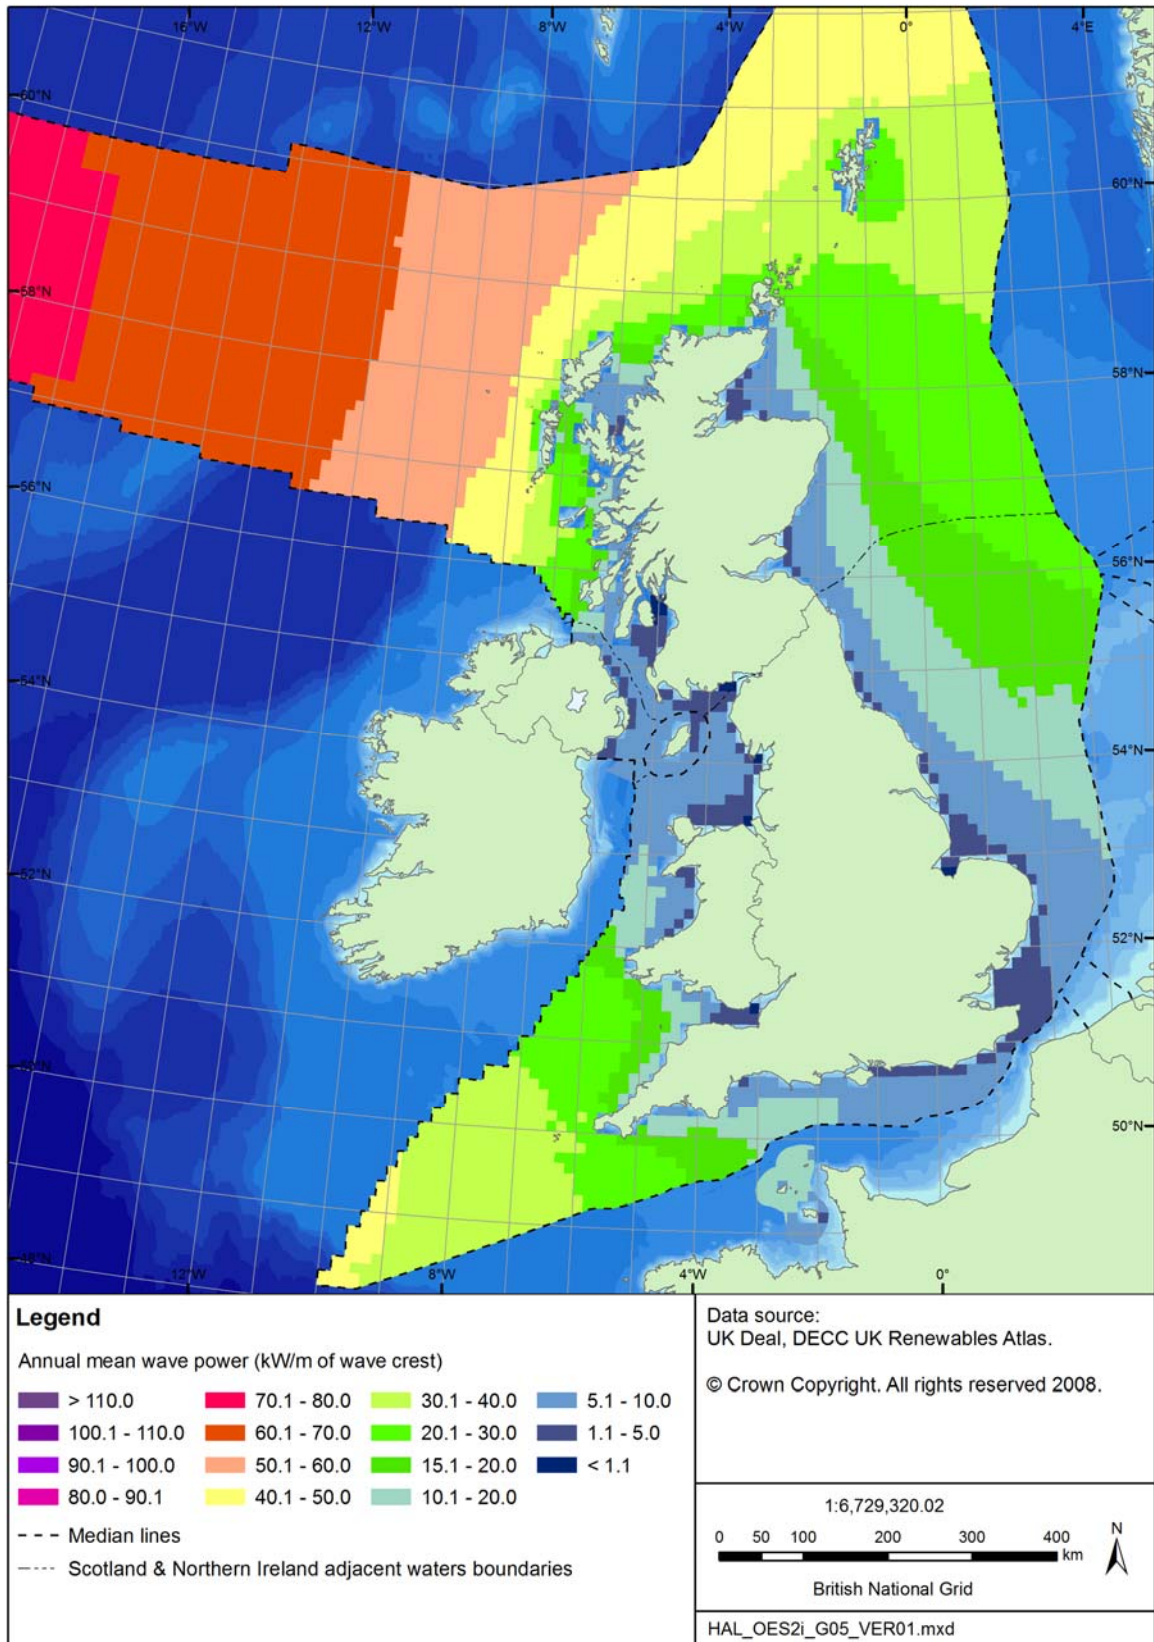 16°W 12°W 8°W 4°W 0° 4°E
60°N
60°N
58°N
58°N
56°N
56°N
54°N
54°N
52°N
52°N
50°N
50°N
48°N
12°W 8°W 4°W 0°
Legend
Annual mean wave power (kW/m of wave crest)
> 110.0 70.1 - 80.0 30.1 - 40.0 5.1 - 10.0
100.1 - 110.0 60.1 - 70.0 20.1 - 30.0 1.1 - 5.0
90.1 - 100.0 50.1 - 60.0 15.1 - 20.0 < 1.1
80.0 - 90.1 40.1 - 50.0 10.1 - 20.0
Median lines
Scotland & Northern Ireland adjacent waters boundaries
Data source:
UK Deal, DECC UK Renewables Atlas.
© Crown Copyright. All rights reserved 2008.
1:6,729,320.02
0 50 100 200 300 400
km
N
British National Grid
HAL_OES2i_G05_VER01.mxd